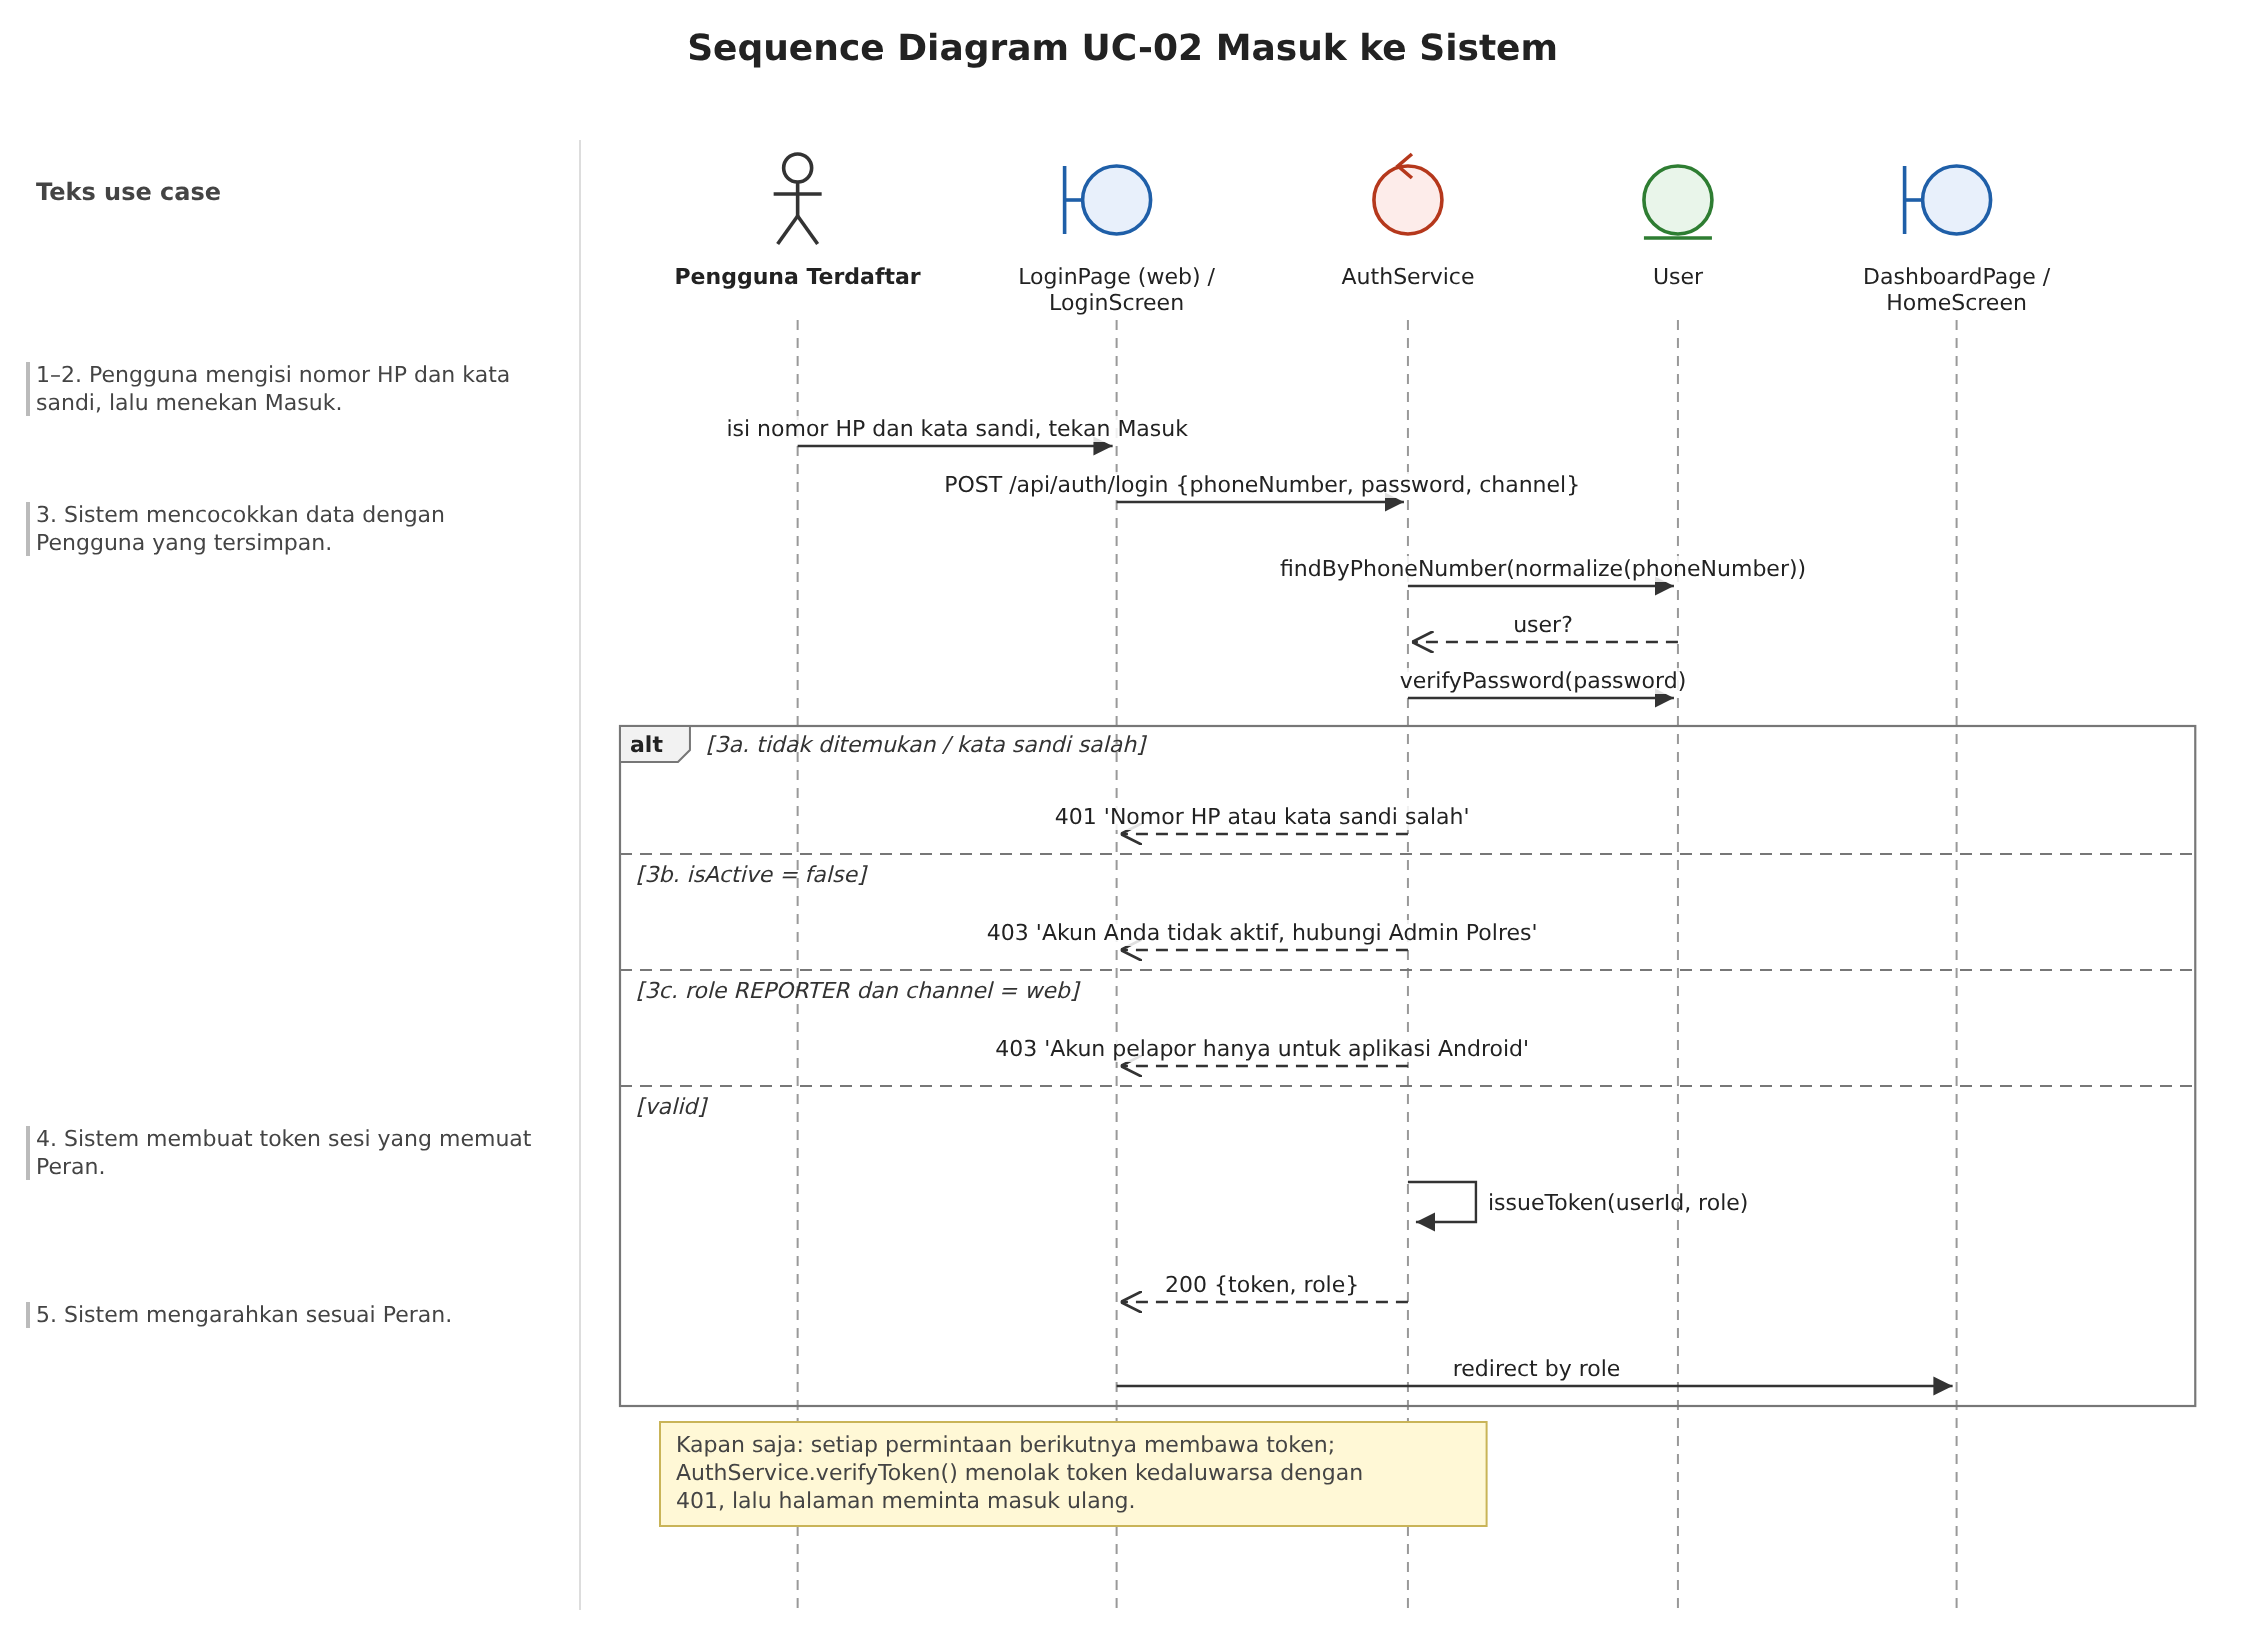 Sequence Diagram UC-02 Masuk ke Sistem
Teks use case
Pengguna Terdaftar
LoginPage (web) /
LoginScreen
AuthService
User
DashboardPage /
HomeScreen
1–2. Pengguna mengisi nomor HP dan kata
sandi, lalu menekan Masuk.
isi nomor HP dan kata sandi, tekan Masuk
POST /api/auth/login {phoneNumber, password, channel}
3. Sistem mencocokkan data dengan
Pengguna yang tersimpan.
findByPhoneNumber(normalize(phoneNumber))
user?
verifyPassword(password)
alt [3a. tidak ditemukan / kata sandi salah]
401 'Nomor HP atau kata sandi salah'
[3b. isActive = false]
403 'Akun Anda tidak aktif, hubungi Admin Polres'
[3c. role REPORTER dan channel = web]
403 'Akun pelapor hanya untuk aplikasi Android'
[valid]
4. Sistem membuat token sesi yang memuat
Peran.
issueToken(userId, role)
200 {token, role}
5. Sistem mengarahkan sesuai Peran.
redirect by role
Kapan saja: setiap permintaan berikutnya membawa token;
AuthService.verifyToken() menolak token kedaluwarsa dengan
401, lalu halaman meminta masuk ulang.